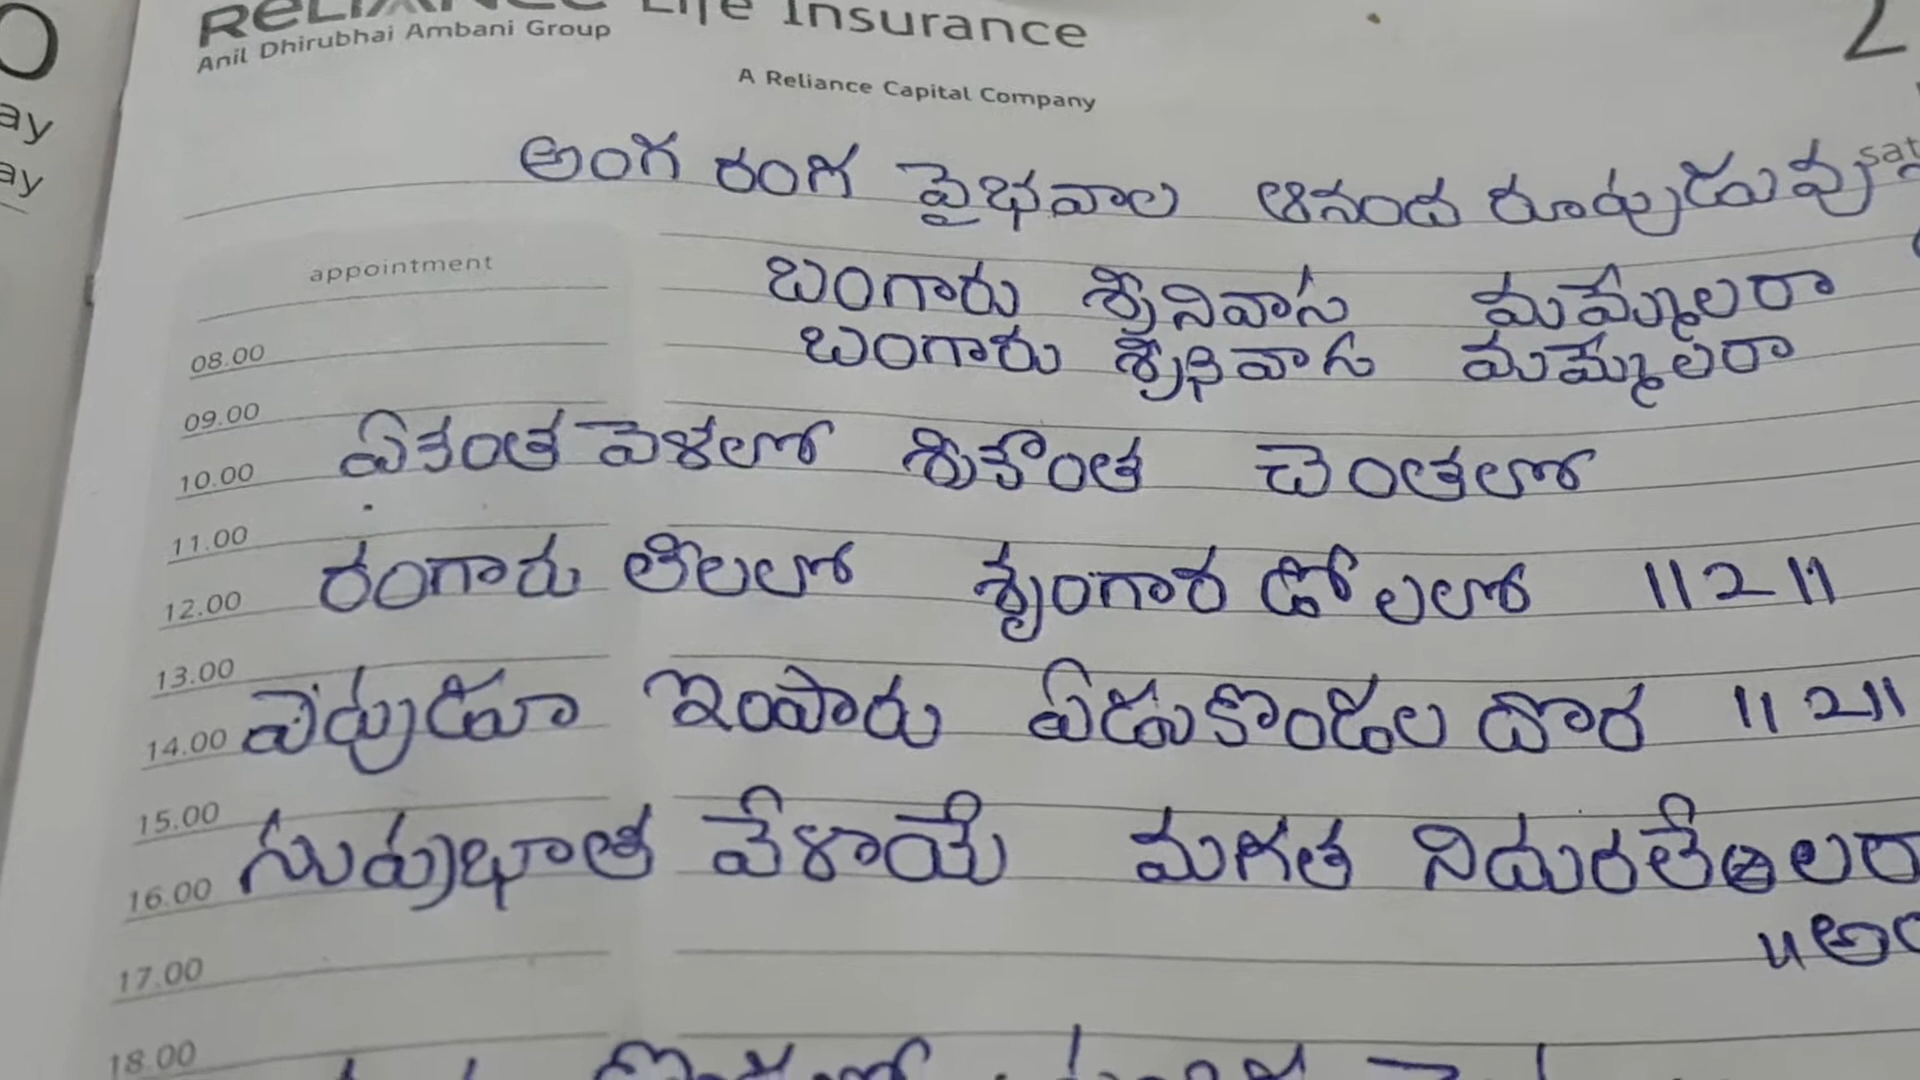 RELIANCE Life Insurance
Anil Dhirubhai Ambani Group
A Reliance Capital Company
అంగ రంగ వైభవాల ఆనంద రూపుడువు
appointment
బంగారు శ్రీనివాస మమ్మేలరా
08.00 బంగారు శ్రీనివాస మమ్మేలరా
09.00
10.00 ఏకంత వెళలో శ్రీకాంత చెంతలో
11.00
12.00 రంగారు లీలలో శృంగార డోలలో ||2||
13.00
14.00 ఎప్పుడూ ఇంపారు ఏడుకొండల దొర ||2||
15.00
16.00 సుప్రభాత వేళాయే మగత నిదుర
17.00
18.00